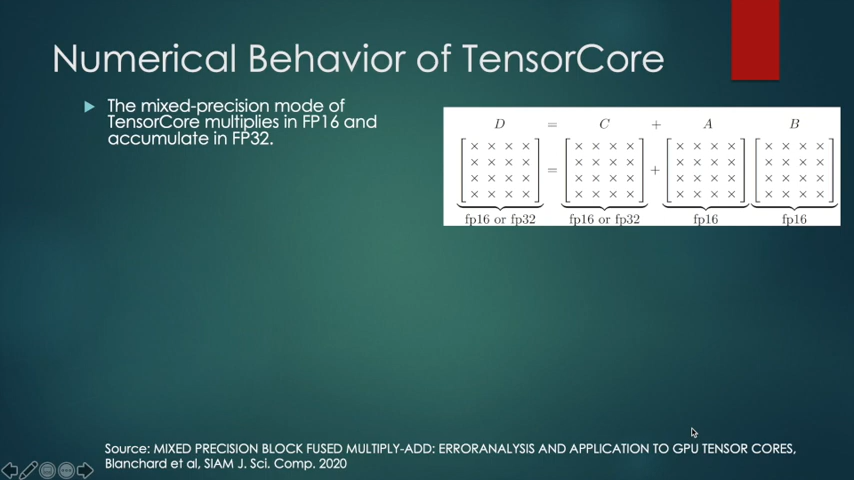 Numerical Behavior of TensorCore
The mixed-precision mode of
TensorCore multiplies in FP16 and
accumulate in FP32.
D = C + A B
× × × × × × × × × × × × × × × ×
× × × × = × × × × + × × × × × × × ×
× × × × × × × × × × × × × × × ×
× × × × × × × × × × × × × × × ×
fp16 or fp32 fp16 or fp32 fp16 fp16
Source: MIXED PRECISION BLOCK FUSED MULTIPLY-ADD: ERRORANALYSIS AND APPLICATION TO GPU TENSOR CORES,
Blanchard et al, SIAM J. Sci. Comp. 2020